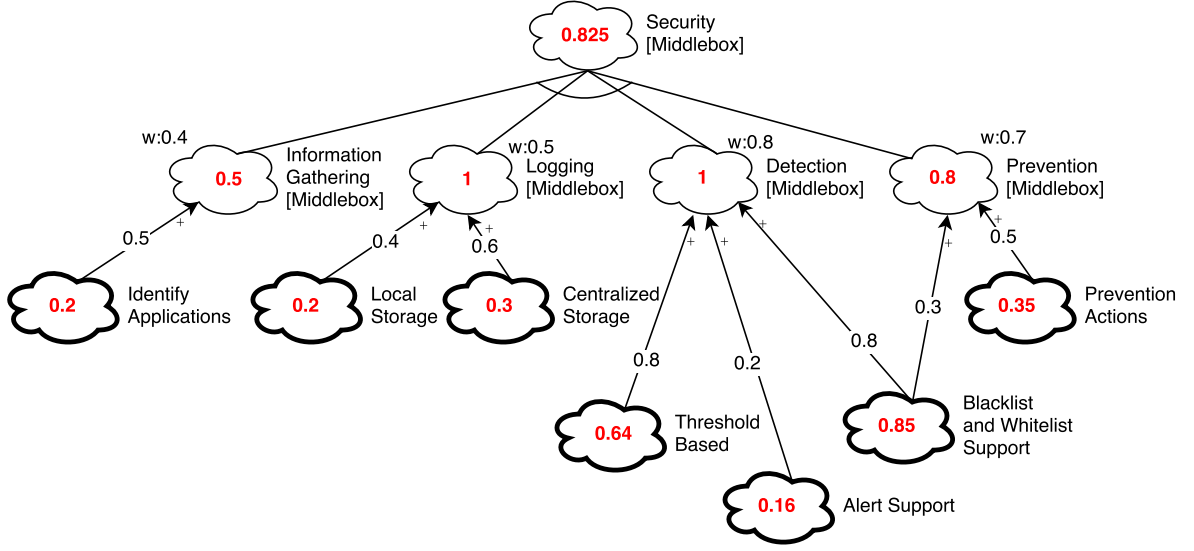 0.825
Security
[Middlebox]
w:0.4
0.5
Information
Gathering
[Middlebox]
1
w:0.5
Logging
[Middlebox]
1
w:0.8
Detection
[Middlebox]
0.8
w:0.7
Prevention
[Middlebox]
0.5
+
0.4
+
0.6
+
+
+
+
+
0.5
+
0.2
Identify
Applications
0.2
Local
Storage
0.3
Centralized
Storage
0.35
Prevention
Actions
0.8
0.2
0.8
0.3
0.64
Threshold
Based
0.85
Blacklist
and Whitelist
Support
0.16
Alert Support